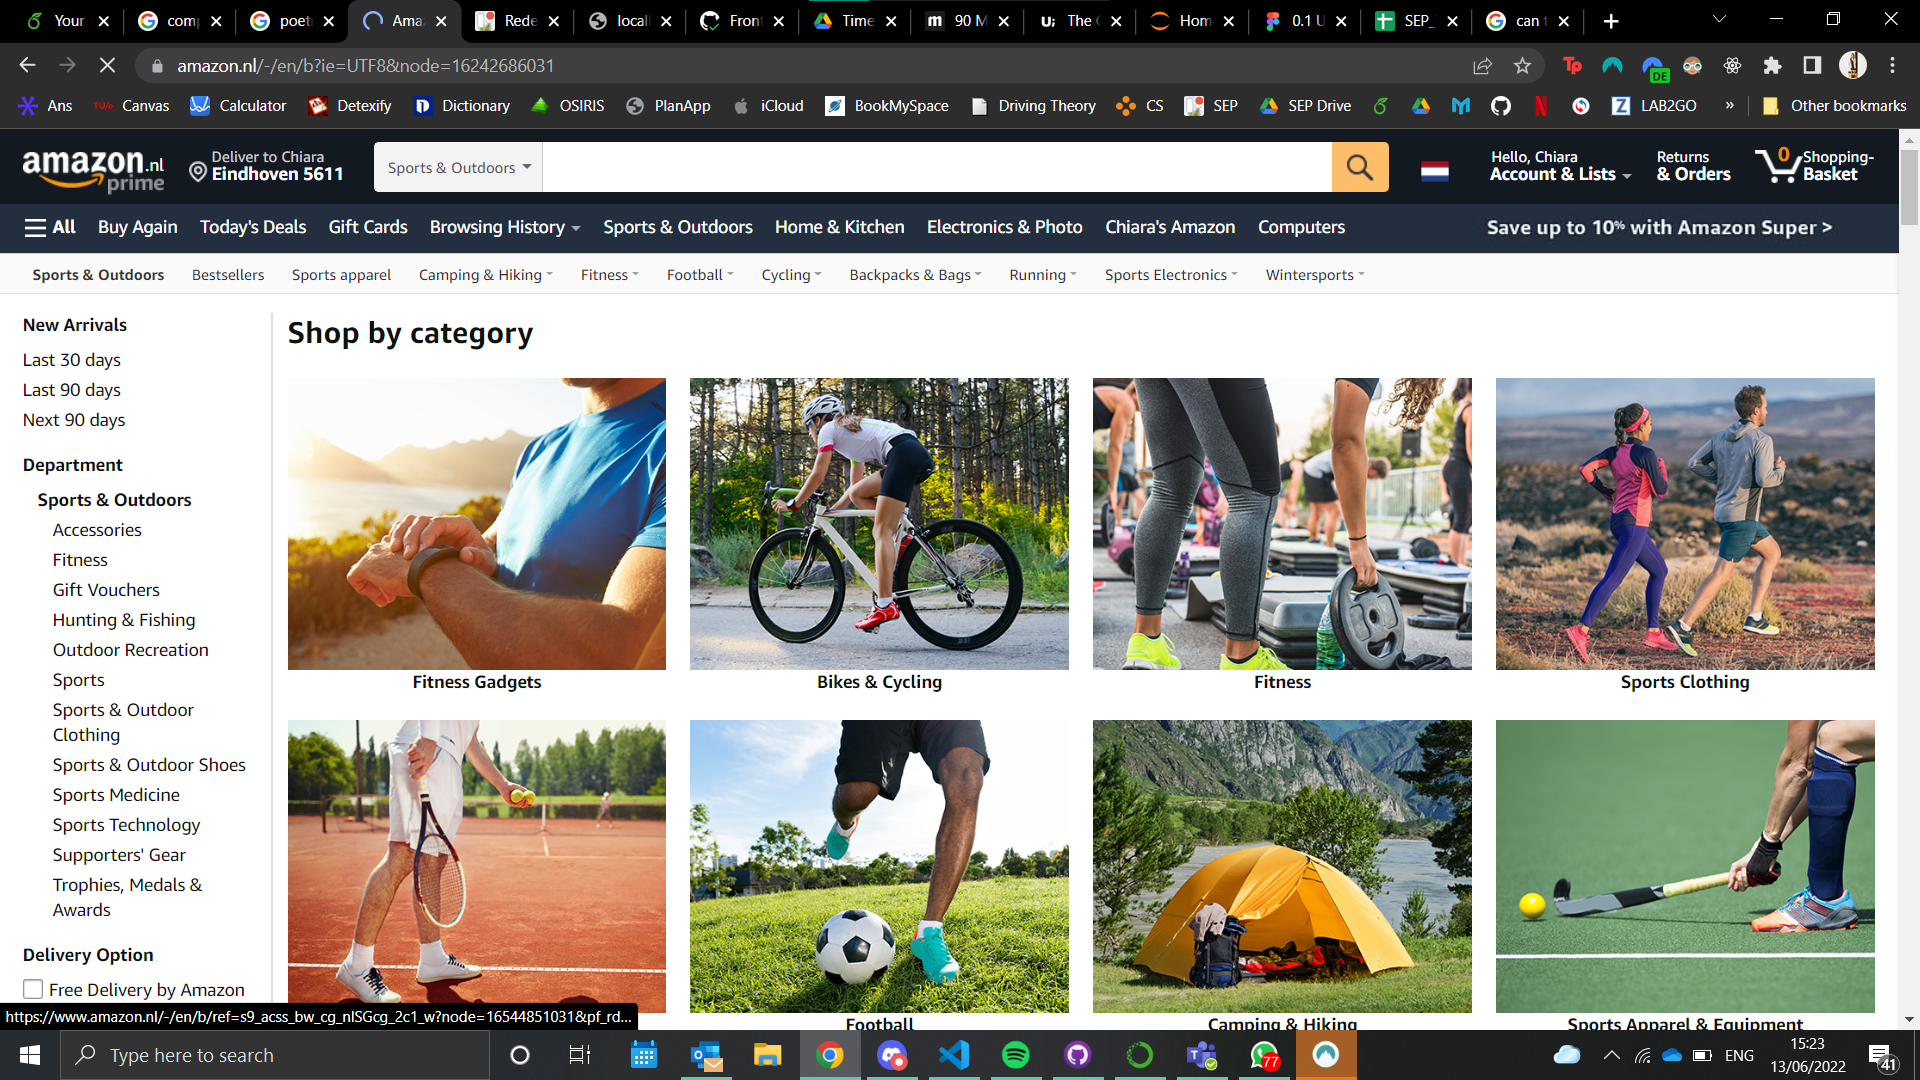 Your
comp
poet
Ama
Rede
locall
Front
Time
90 M
The
Hom
0.1 U
SEP_
can t
amazon.nl/-/en/b?ie=UTF8&node=16242686031
DE
Ans
Canvas
Calculator
Detexify
Dictionary
OSIRIS
PlanApp
iCloud
BookMySpace
Driving Theory
CS
SEP
SEP Drive
LAB2GO
»
Other bookmarks
amazon.nl
prime
Deliver to Chiara
Eindhoven 5611
Sports & Outdoors
Hello, Chiara
Account & Lists
Returns
& Orders
0
Shopping-
Basket
All
Buy Again
Today's Deals
Gift Cards
Browsing History
Sports & Outdoors
Home & Kitchen
Electronics & Photo
Chiara's Amazon
Computers
Save up to 10% with Amazon Super >
Sports & Outdoors
Bestsellers
Sports apparel
Camping & Hiking
Fitness
Football
Cycling
Backpacks & Bags
Running
Sports Electronics
Wintersports
New Arrivals
Last 30 days
Last 90 days
Next 90 days
Department
Sports & Outdoors
Accessories
Fitness
Gift Vouchers
Hunting & Fishing
Outdoor Recreation
Sports
Sports & Outdoor
Clothing
Sports & Outdoor Shoes
Sports Medicine
Sports Technology
Supporters' Gear
Trophies, Medals &
Awards
Delivery Option
Free Delivery by Amazon
Shop by category
Fitness Gadgets
Bikes & Cycling
Fitness
Sports Clothing
Football
Camping & Hiking
Sports Apparel & Equipment
https://www.amazon.nl/-/en/b/ref=s9_acss_bw_cg_nlSGcg_2c1_w?node=16544851031&pf_rd...
Type here to search
77
ENG
15:23
13/06/2022
41